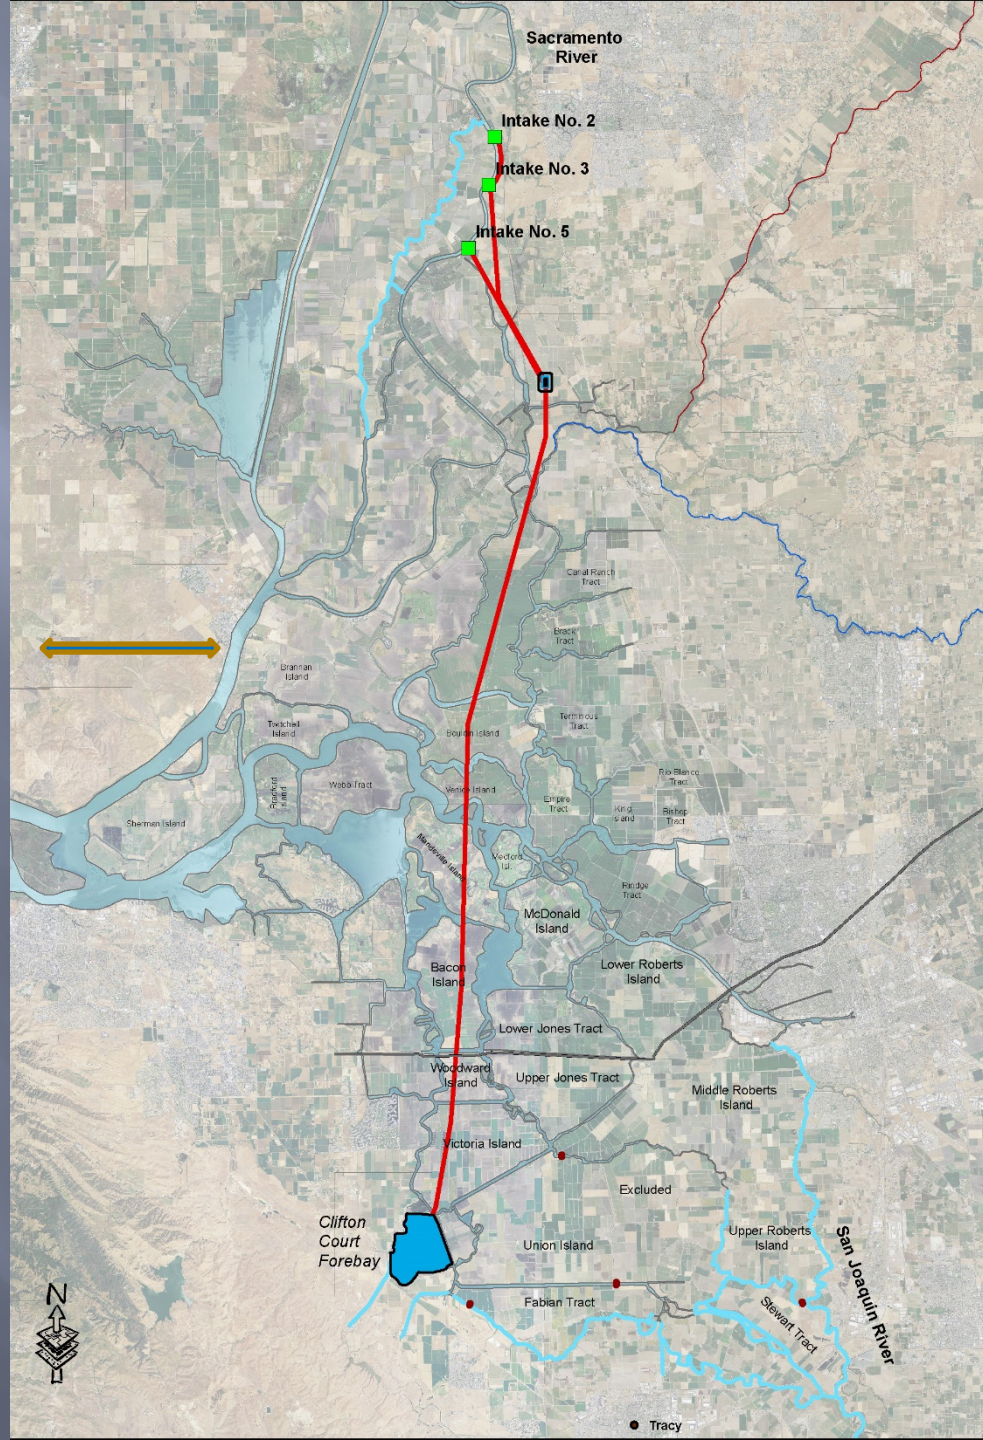 Sacramento
River
Intake No. 2
Intake No. 3
Intake No. 5
Canal Ranch
Tract
Brack
Tract
Brannan
Island
Twitchell
Island
Terminous
Tract
Bouldin Island
Rio Blanco
Tract
Webb Tract
Venice Island
Bradford
Island
Empire
Tract
King
Island
Bishop
Tract
Sherman Island
Mandeville Island
Medford
Isl.
Rindge
Tract
McDonald
Island
Bacon
Island
Lower Roberts
Island
Lower Jones Tract
Woodward
Island
Upper Jones Tract
Middle Roberts
Island
Victoria Island
Excluded
Clifton
Court
Forebay
Union Island
Upper Roberts
Island
San Joaquin River
Fabian Tract
Stewart Tract
N
Tracy